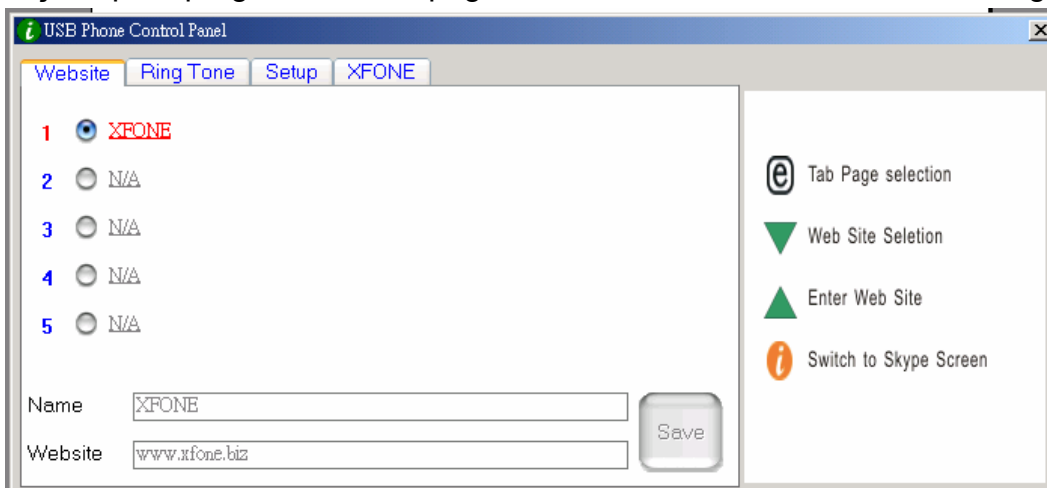 USB Phone Control Panel
Website Ring Tone Setup XFONE
1 XFONE
2 N/A
3 N/A
4 N/A
5 N/A
Name XFONE
Website www.xfone.biz
Save
Tab Page selection
Web Site Seletion
Enter Web Site
Switch to Skype Screen